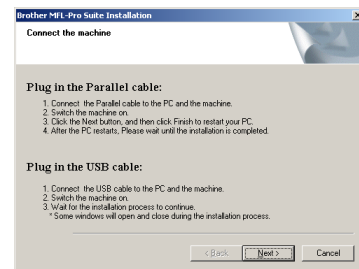 Brother MFL-Pro Suite Installation
Connect the machine
Plug in the Parallel cable:
1. Connect the Parallel cable to the PC and the machine.
2. Switch the machine on.
3. Click the Next button, and then click Finish to restart your PC.
4. After the PC restarts, Please wait until the installation is completed.
Plug in the USB cable:
1. Connect the USB cable to the PC and the machine.
2. Switch the machine on.
3. Wait for the installation process to continue.
* Some windows will open and close during the installation process.
< Back Next > Cancel